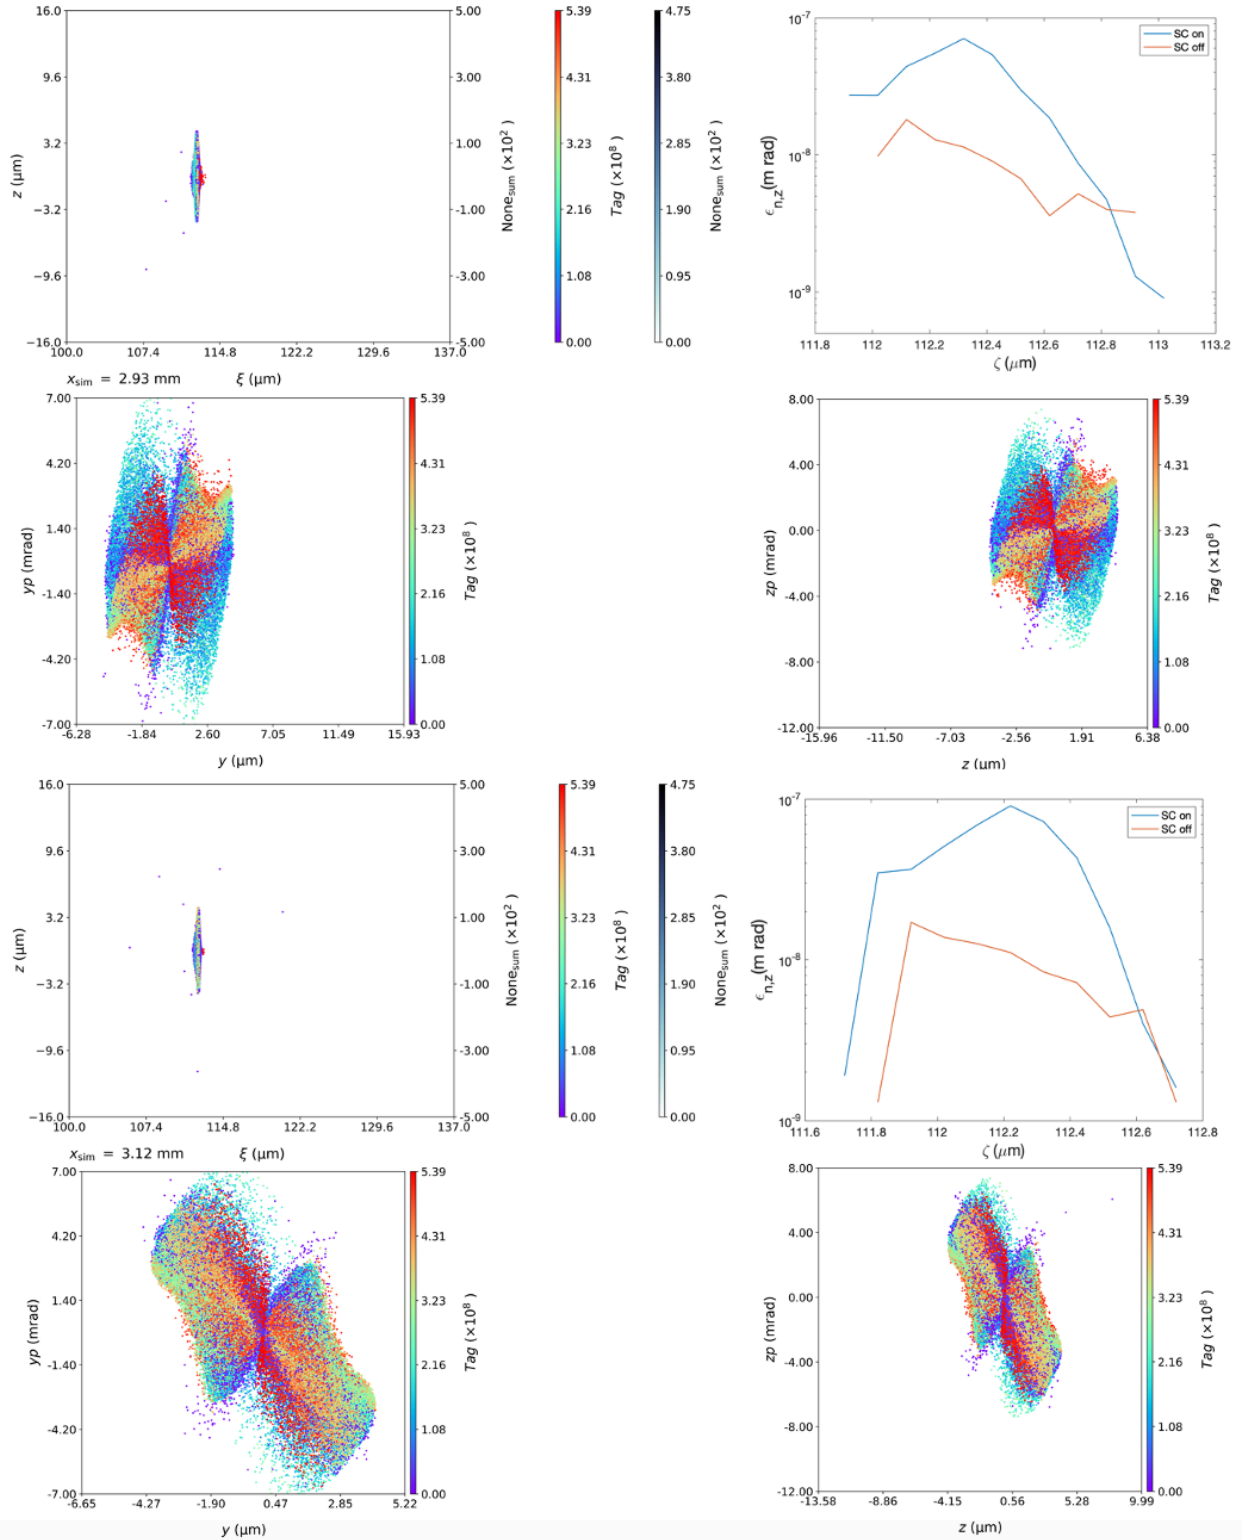 16.0
9.6
3.2
−3.2
−9.6
−16.0
z (μm)
100.0 107.4 114.8 122.2 129.6 137.0
x_sim = 2.93 mm ξ (μm)
5.00
3.00
1.00
-1.00
-3.00
-5.00
None_sum (×10²)
5.39
4.31
3.23
2.16
1.08
0.00
Tag (×10⁸)
4.75
3.80
2.85
1.90
0.95
0.00
None_sum (×10²)
10⁻⁷
10⁻⁸
10⁻⁹
ϵ_n,z(m rad)
SC on
SC off
111.8 112 112.2 112.4 112.6 112.8 113 113.2
ζ (μm)
7.00
4.20
1.40
-1.40
-4.20
-7.00
yp (mrad)
-6.28 -1.84 2.60 7.05 11.49 15.93
y (μm)
5.39
4.31
3.23
2.16
1.08
0.00
Tag (×10⁸)
8.00
4.00
0.00
-4.00
-8.00
-12.00
zp (mrad)
-15.96 -11.50 -7.03 -2.56 1.91 6.38
z (μm)
5.39
4.31
3.23
2.16
1.08
0.00
Tag (×10⁸)
16.0
9.6
3.2
−3.2
−9.6
−16.0
z (μm)
100.0 107.4 114.8 122.2 129.6 137.0
x_sim = 3.12 mm ξ (μm)
5.00
3.00
1.00
-1.00
-3.00
-5.00
None_sum (×10²)
5.39
4.31
3.23
2.16
1.08
0.00
Tag (×10⁸)
4.75
3.80
2.85
1.90
0.95
0.00
None_sum (×10²)
10⁻⁷
10⁻⁸
10⁻⁹
ϵ_n,z(m rad)
SC on
SC off
111.6 111.8 112 112.2 112.4 112.6 112.8
ζ (μm)
7.00
4.20
1.40
-1.40
-4.20
-7.00
yp (mrad)
-6.65 -4.27 -1.90 0.47 2.85 5.22
y (μm)
5.39
4.31
3.23
2.16
1.08
0.00
Tag (×10⁸)
8.00
4.00
0.00
-4.00
-8.00
-12.00
zp (mrad)
-13.58 -8.86 -4.15 0.56 5.28 9.99
z (μm)
5.39
4.31
3.23
2.16
1.08
0.00
Tag (×10⁸)